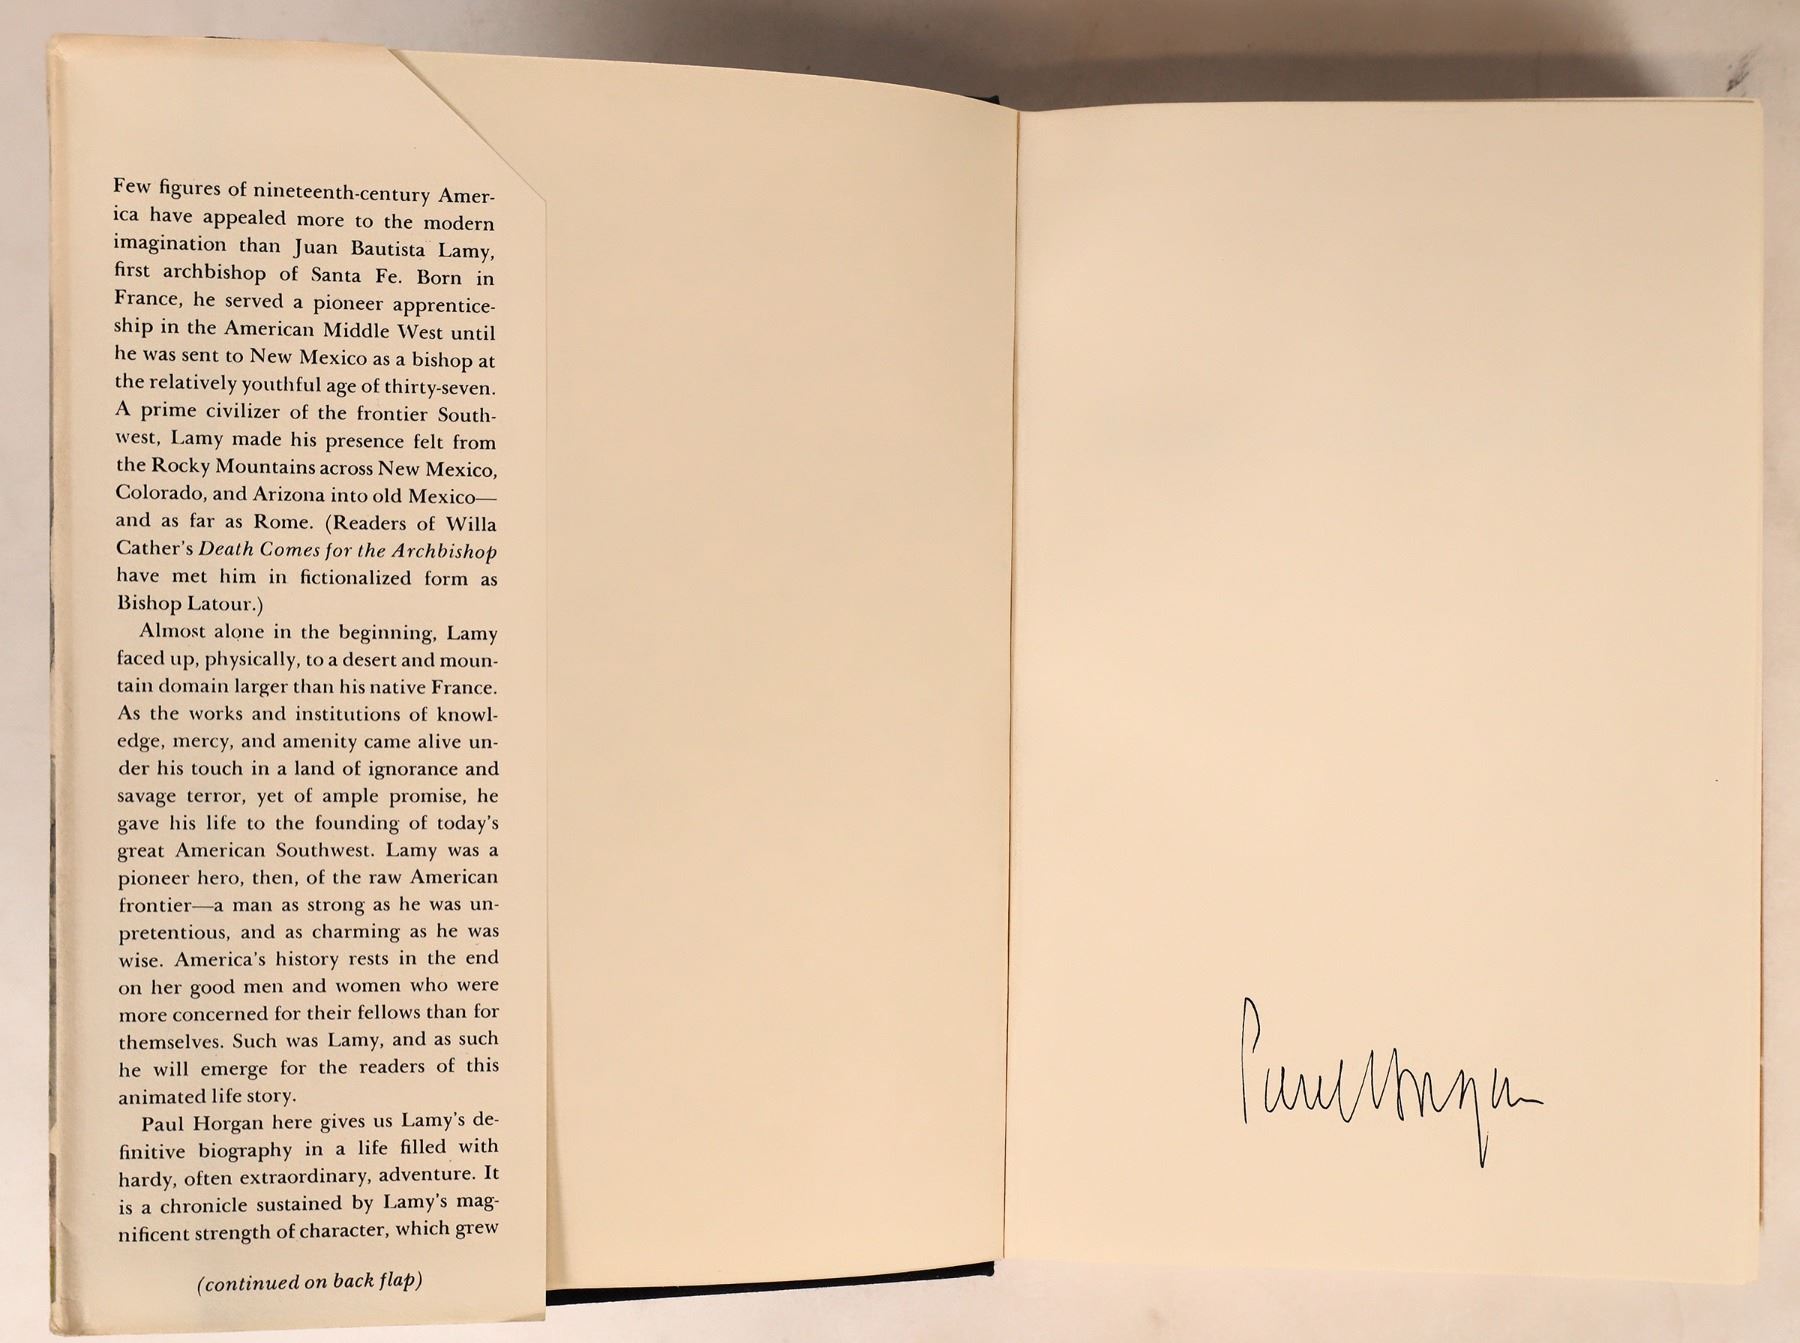 Few figures of nineteenth-century Amer-
ica have appealed more to the modern
imagination than Juan Bautista Lamy,
first archbishop of Santa Fe. Born in
France, he served a pioneer apprentice-
ship in the American Middle West until
he was sent to New Mexico as a bishop at
the relatively youthful age of thirty-seven.
A prime civilizer of the frontier South-
west, Lamy made his presence felt from
the Rocky Mountains across New Mexico,
Colorado, and Arizona into old Mexico—
and as far as Rome. (Readers of Willa
Cather's Death Comes for the Archbishop
have met him in fictionalized form as
Bishop Latour.)
Almost alone in the beginning, Lamy
faced up, physically, to a desert and moun-
tain domain larger than his native France.
As the works and institutions of knowl-
edge, mercy, and amenity came alive un-
der his touch in a land of ignorance and
savage terror, yet of ample promise, he
gave his life to the founding of today's
great American Southwest. Lamy was a
pioneer hero, then, of the raw American
frontier—a man as strong as he was un-
pretentious, and as charming as he was
wise. America's history rests in the end
on her good men and women who were
more concerned for their fellows than for
themselves. Such was Lamy, and as such
he will emerge for the readers of this
animated life story.
Paul Horgan here gives us Lamy's de-
finitive biography in a life filled with
hardy, often extraordinary, adventure. It
is a chronicle sustained by Lamy's mag-
nificent strength of character, which grew
(continued on back flap)
Paul Horgan